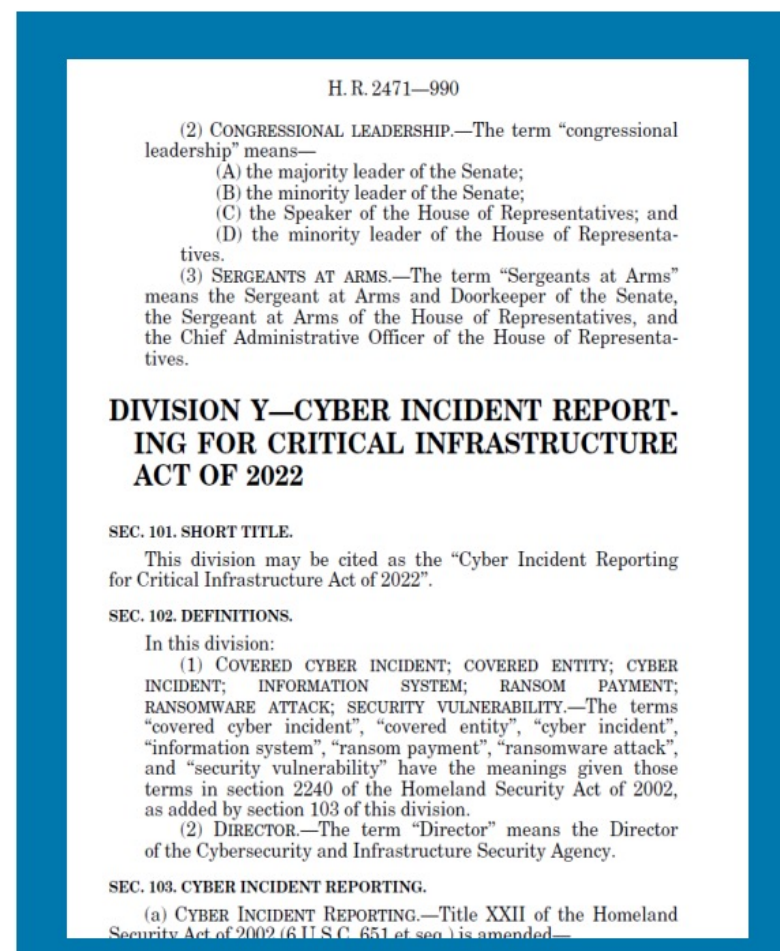 H. R. 2471—990
(2) CONGRESSIONAL LEADERSHIP.—The term “congressional
leadership” means—
(A) the majority leader of the Senate;
(B) the minority leader of the Senate;
(C) the Speaker of the House of Representatives; and
(D) the minority leader of the House of Representa-
tives.
(3) SERGEANTS AT ARMS.—The term “Sergeants at Arms”
means the Sergeant at Arms and Doorkeeper of the Senate,
the Sergeant at Arms of the House of Representatives, and
the Chief Administrative Officer of the House of Representa-
tives.
DIVISION Y—CYBER INCIDENT REPORT-
ING FOR CRITICAL INFRASTRUCTURE
ACT OF 2022
SEC. 101. SHORT TITLE.
This division may be cited as the “Cyber Incident Reporting
for Critical Infrastructure Act of 2022”.
SEC. 102. DEFINITIONS.
In this division:
(1) COVERED CYBER INCIDENT; COVERED ENTITY; CYBER
INCIDENT; INFORMATION SYSTEM; RANSOM PAYMENT;
RANSOMWARE ATTACK; SECURITY VULNERABILITY.—The terms
“covered cyber incident”, “covered entity”, “cyber incident”,
“information system”, “ransom payment”, “ransomware attack”,
and “security vulnerability” have the meanings given those
terms in section 2240 of the Homeland Security Act of 2002,
as added by section 103 of this division.
(2) DIRECTOR.—The term “Director” means the Director
of the Cybersecurity and Infrastructure Security Agency.
SEC. 103. CYBER INCIDENT REPORTING.
(a) CYBER INCIDENT REPORTING.—Title XXII of the Homeland
Security Act of 2002 (6 U.S.C. 651 et seq.) is amended—